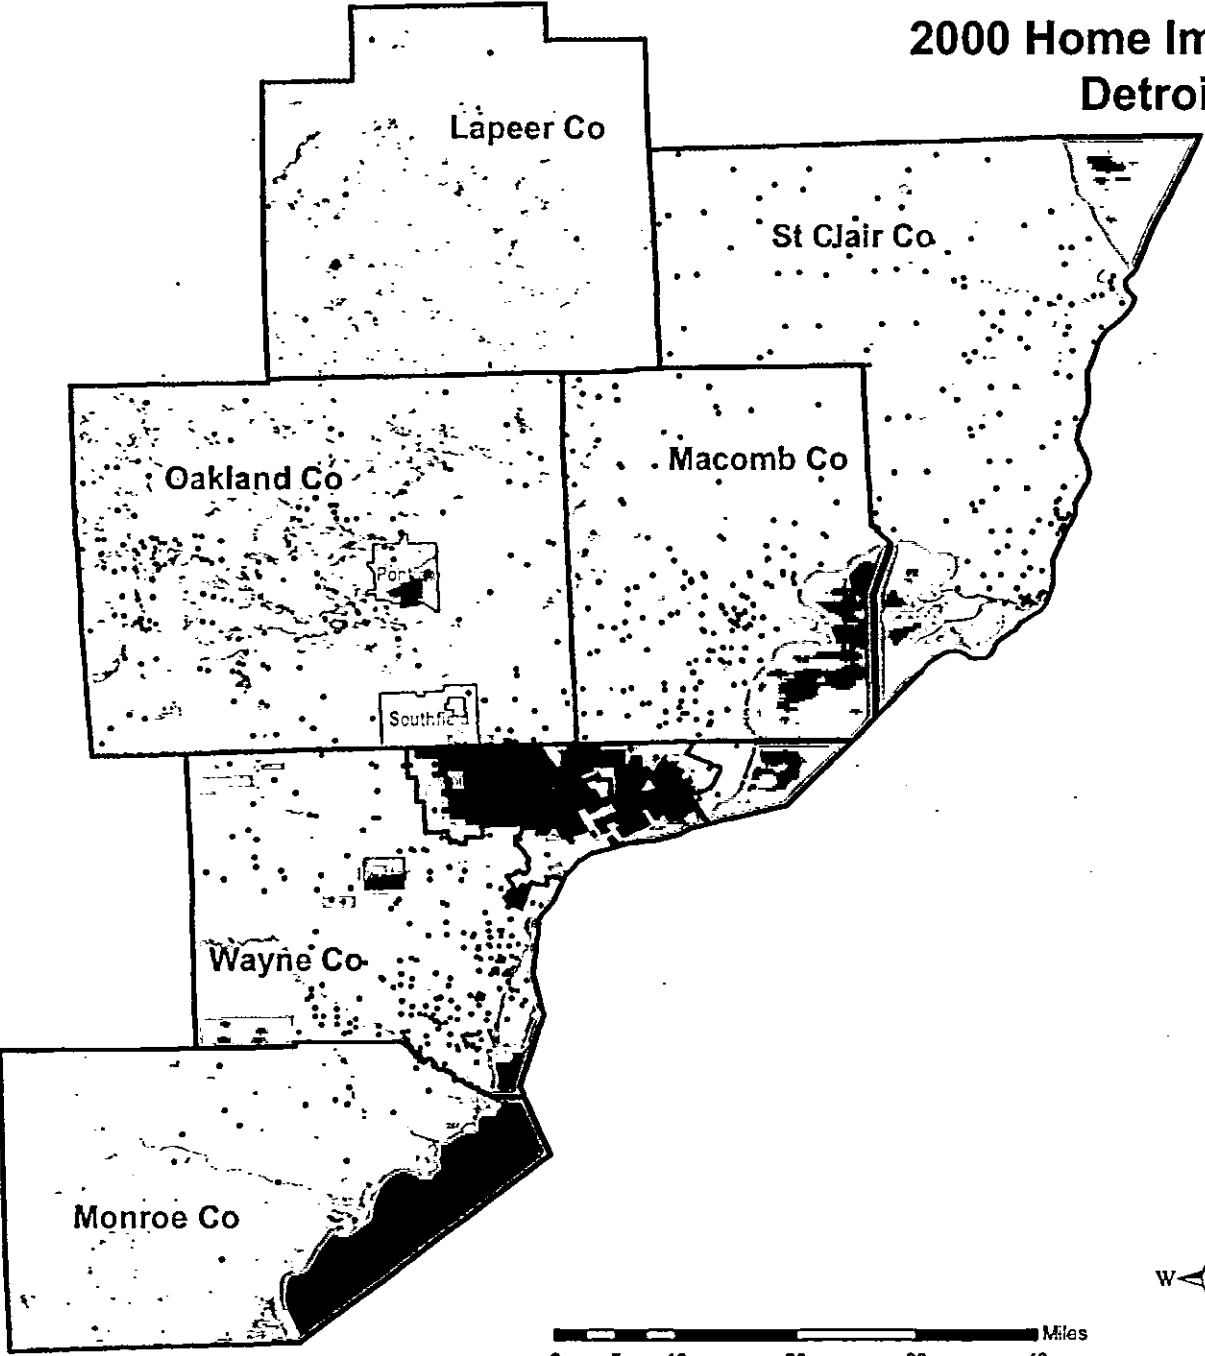 2000 Home Im
Detroi
Lapeer Co
St Clair Co
Macomb Co
Oakland Co
Southfield
Wayne Co
Monroe Co
W
Miles